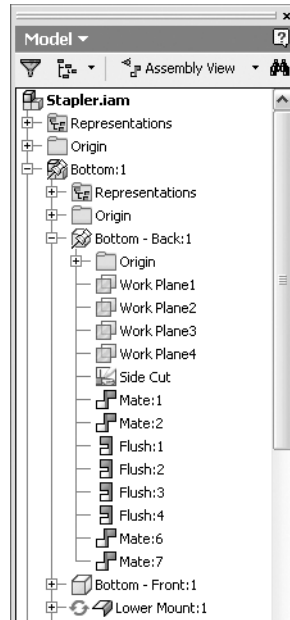 Model
Assembly View
Stapler.iam
Representations
Origin
Bottom:1
Representations
Origin
Bottom - Back:1
Origin
Work Plane1
Work Plane2
Work Plane3
Work Plane4
Side Cut
Mate:1
Mate:2
Flush:1
Flush:2
Flush:3
Flush:4
Mate:6
Mate:7
Bottom - Front:1
Lower Mount:1